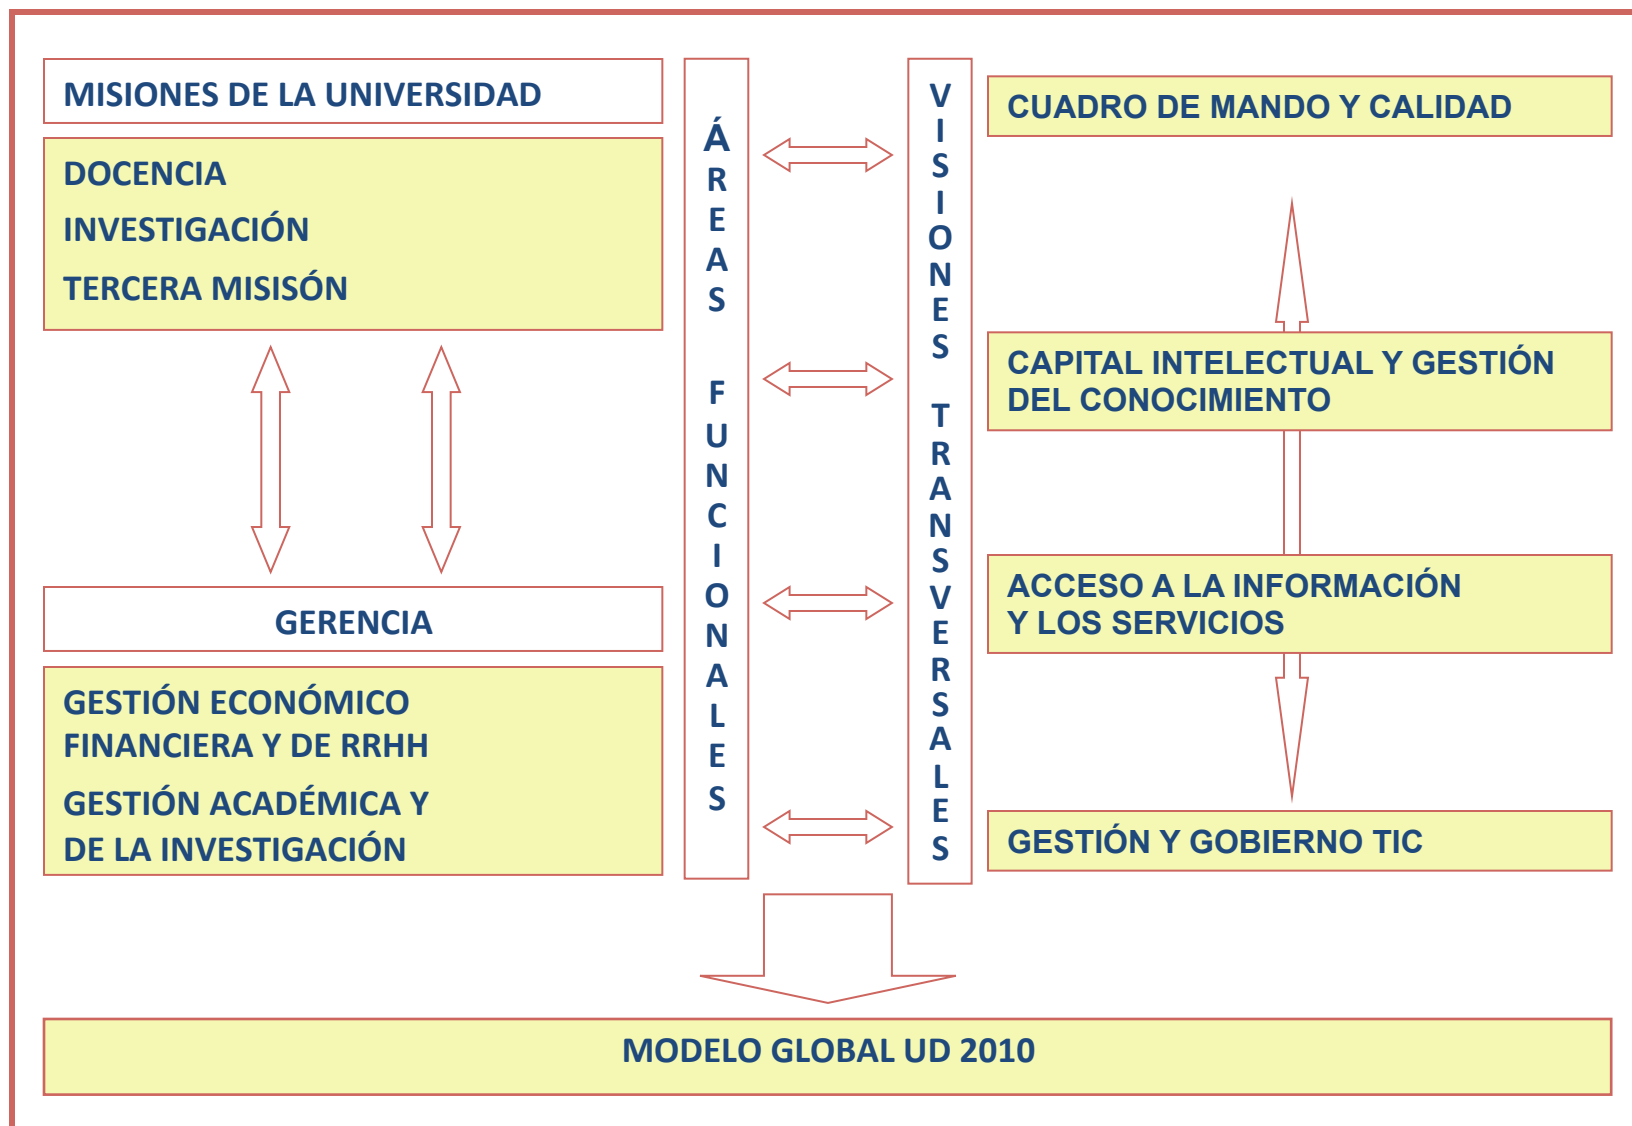 MISIONES DE LA UNIVERSIDAD
DOCENCIA
INVESTIGACIÓN
TERCERA MISISÓN
GERENCIA
GESTIÓN ECONÓMICO
FINANCIERA Y DE RRHH
GESTIÓN ACADÉMICA Y
DE LA INVESTIGACIÓN
ÁREAS FUNCIONALES
VISIONES TRANSVERSALES
CUADRO DE MANDO Y CALIDAD
CAPITAL INTELECTUAL Y GESTIÓN
DEL CONOCIMIENTO
ACCESO A LA INFORMACIÓN
Y LOS SERVICIOS
GESTIÓN Y GOBIERNO TIC
MODELO GLOBAL UD 2010